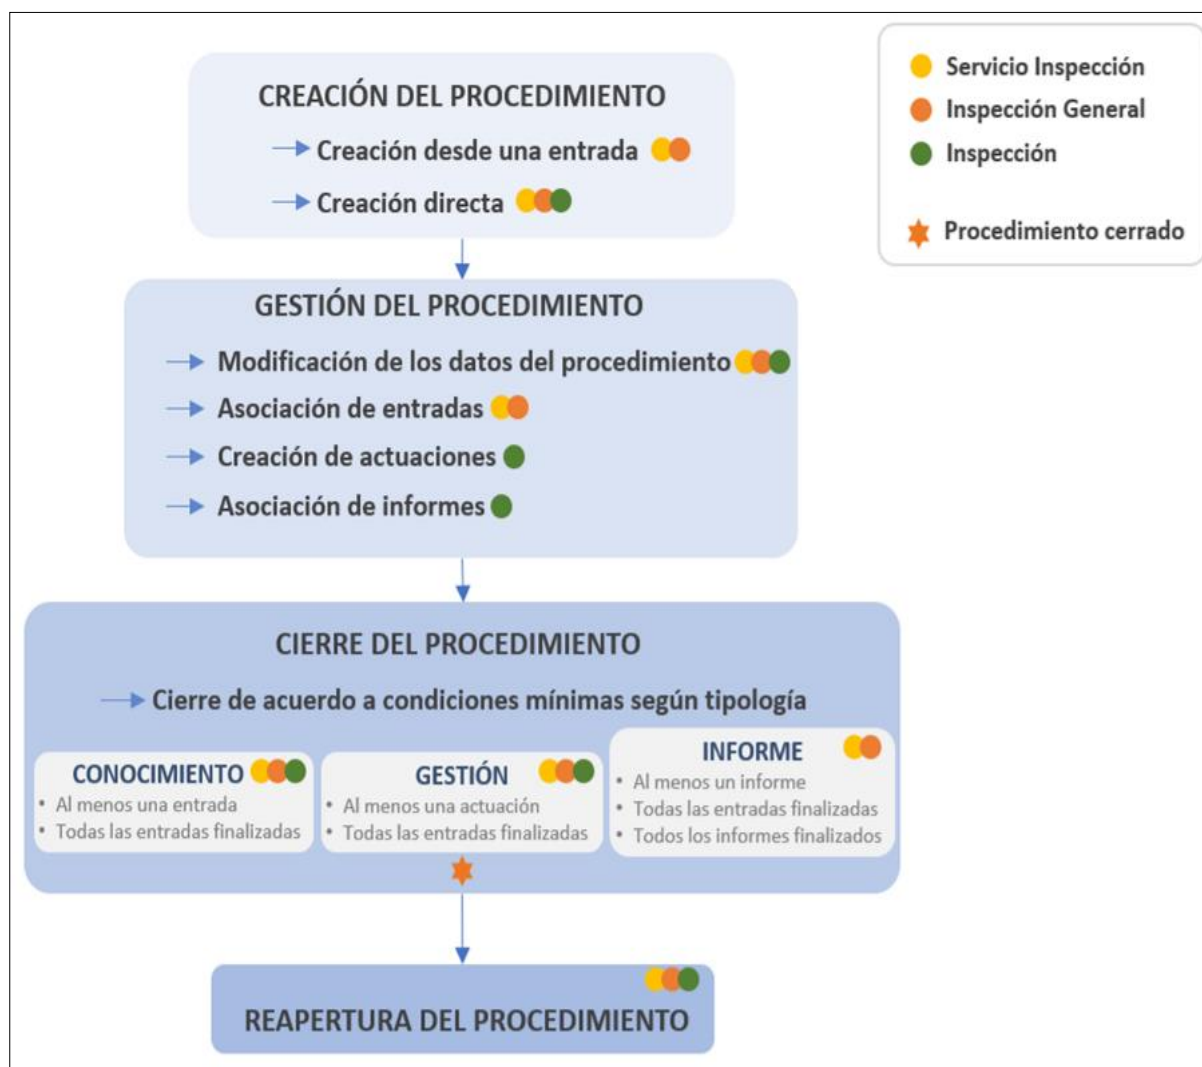 CREACIÓN DEL PROCEDIMIENTO
Creación desde una entrada
Creación directa
Servicio Inspección
Inspección General
Inspección
Procedimiento cerrado
GESTIÓN DEL PROCEDIMIENTO
Modificación de los datos del procedimiento
Asociación de entradas
Creación de actuaciones
Asociación de informes
CIERRE DEL PROCEDIMIENTO
Cierre de acuerdo a condiciones mínimas según tipología
CONOCIMIENTO
• Al menos una entrada
• Todas las entradas finalizadas
GESTIÓN
• Al menos una actuación
• Todas las entradas finalizadas
INFORME
• Al menos un informe
• Todas las entradas finalizadas
• Todos los informes finalizados
REAPERTURA DEL PROCEDIMIENTO